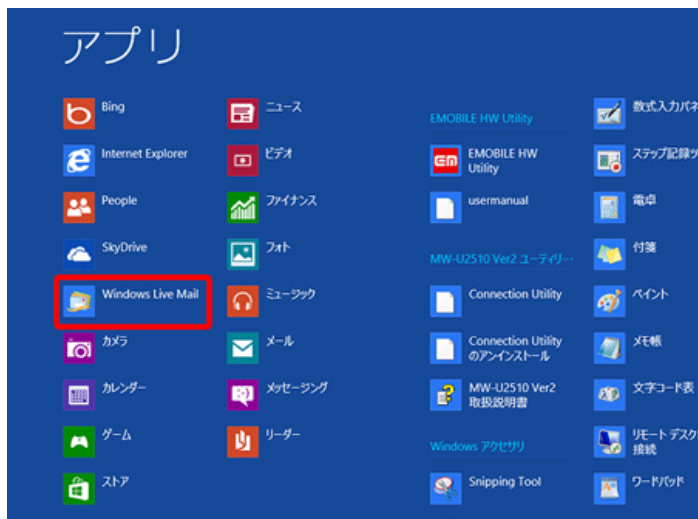 アプリ
Bing
Internet Explorer
People
SkyDrive
Windows Live Mail
カメラ
カレンダー
ゲーム
ストア
ニュース
ビデオ
ファイナンス
フォト
ミュージック
メール
メッセージング
リーダー
EMOBILE HW Utility
EMOBILE HW
Utility
usermanual
MW-U2510 Ver2 ユーティリ…
Connection Utility
Connection Utility
のアンインストール
MW-U2510 Ver2
取扱説明書
Windows アクセサリ
Snipping Tool
数式入力パネ
ステップ記録ツ
電卓
付箋
ペイント
メモ帳
文字コード表
リモート デスク
接続
ワードパッド